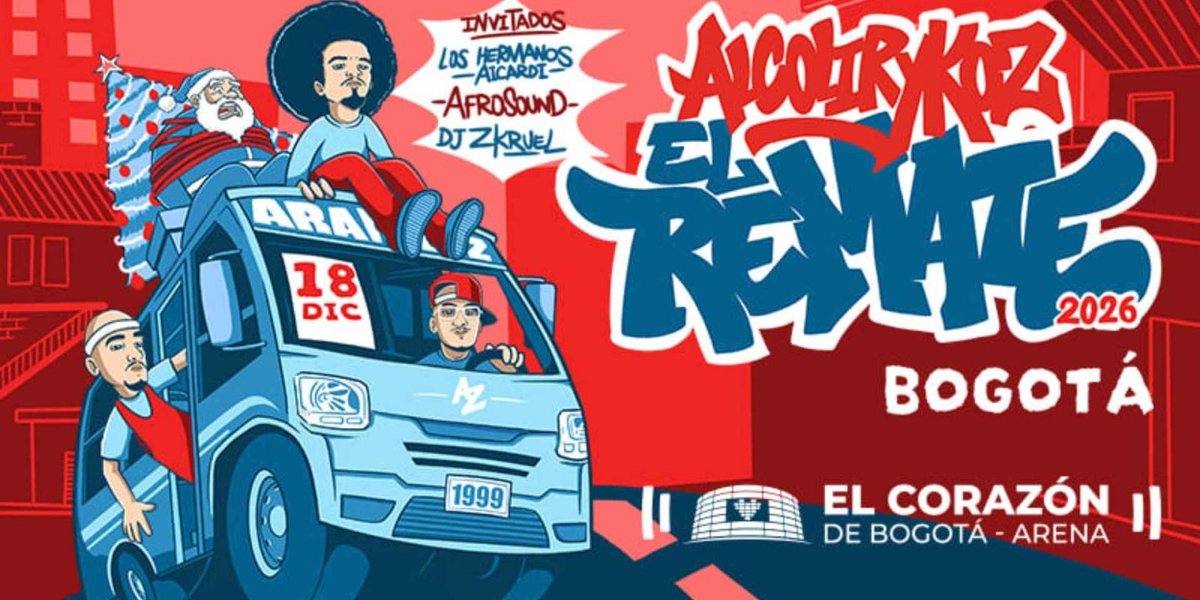 INVITADOS
LOS HERMANOS
-AICARDI-
-AFROSOUND-
DJ ZKRUEL
ALCOLIRYKOZ
EL
REMATE
2026
BOGOTÁ
18
DIC
AZ
1999
EL CORAZÓN
DE BOGOTÁ - ARENA